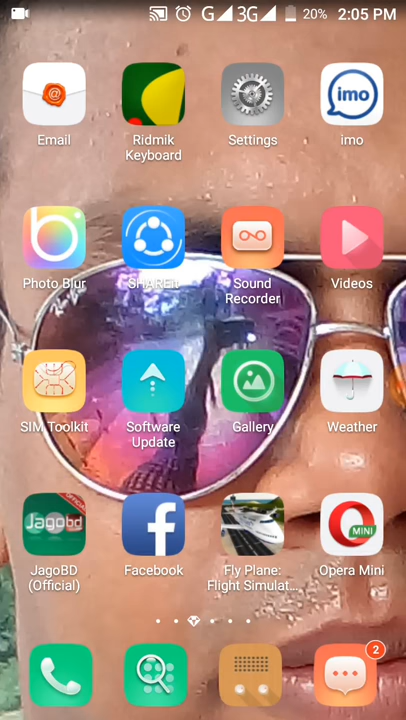 G 3G 20% 2:05 PM
@ imo
Email Ridmik Keyboard Settings imo
b
Photo Blur SHAREit Sound Recorder Videos
SIM Toolkit Software Update Gallery Weather
OFFICIAL
Jagobd f MINI
JagoBD (Official) Facebook Fly Plane: Flight Simulat... Opera Mini
2